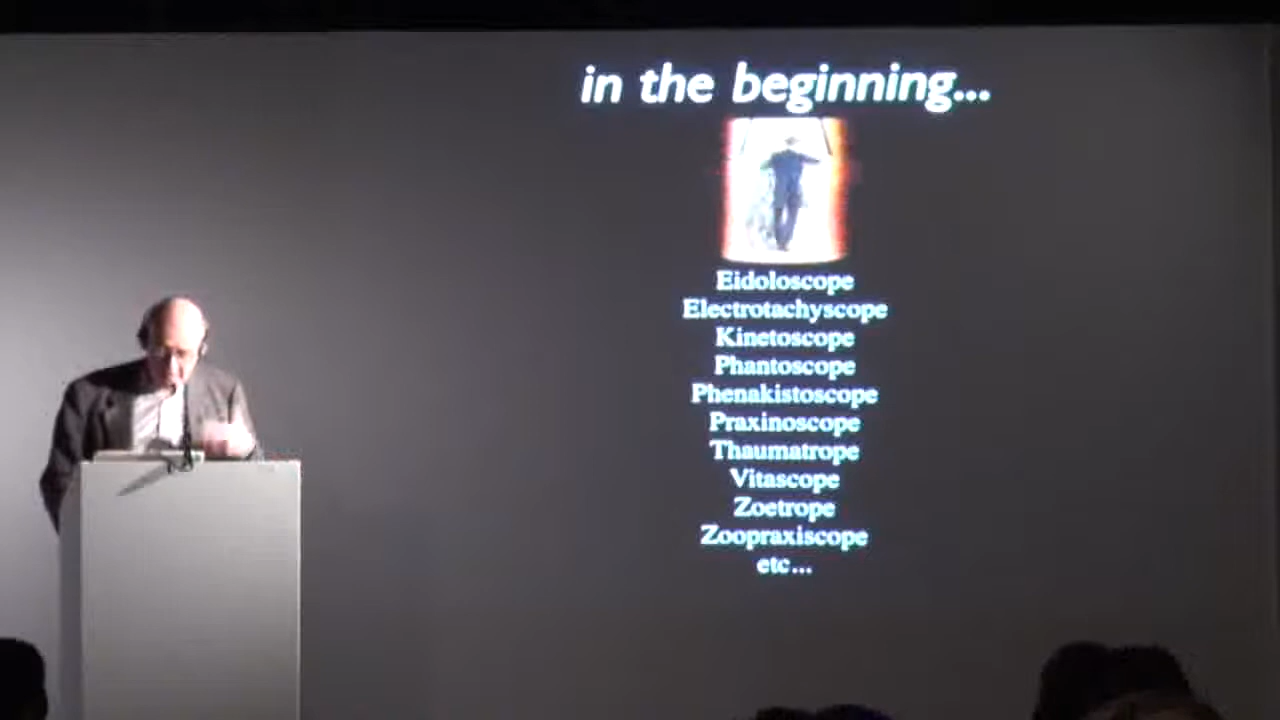 in the beginning...
Eidoloscope
Electrotachyscope
Kinetoscope
Phantoscope
Phenakistoscope
Praxinoscope
Thaumatrope
Vitascope
Zoetrope
Zoopraxiscope
etc...